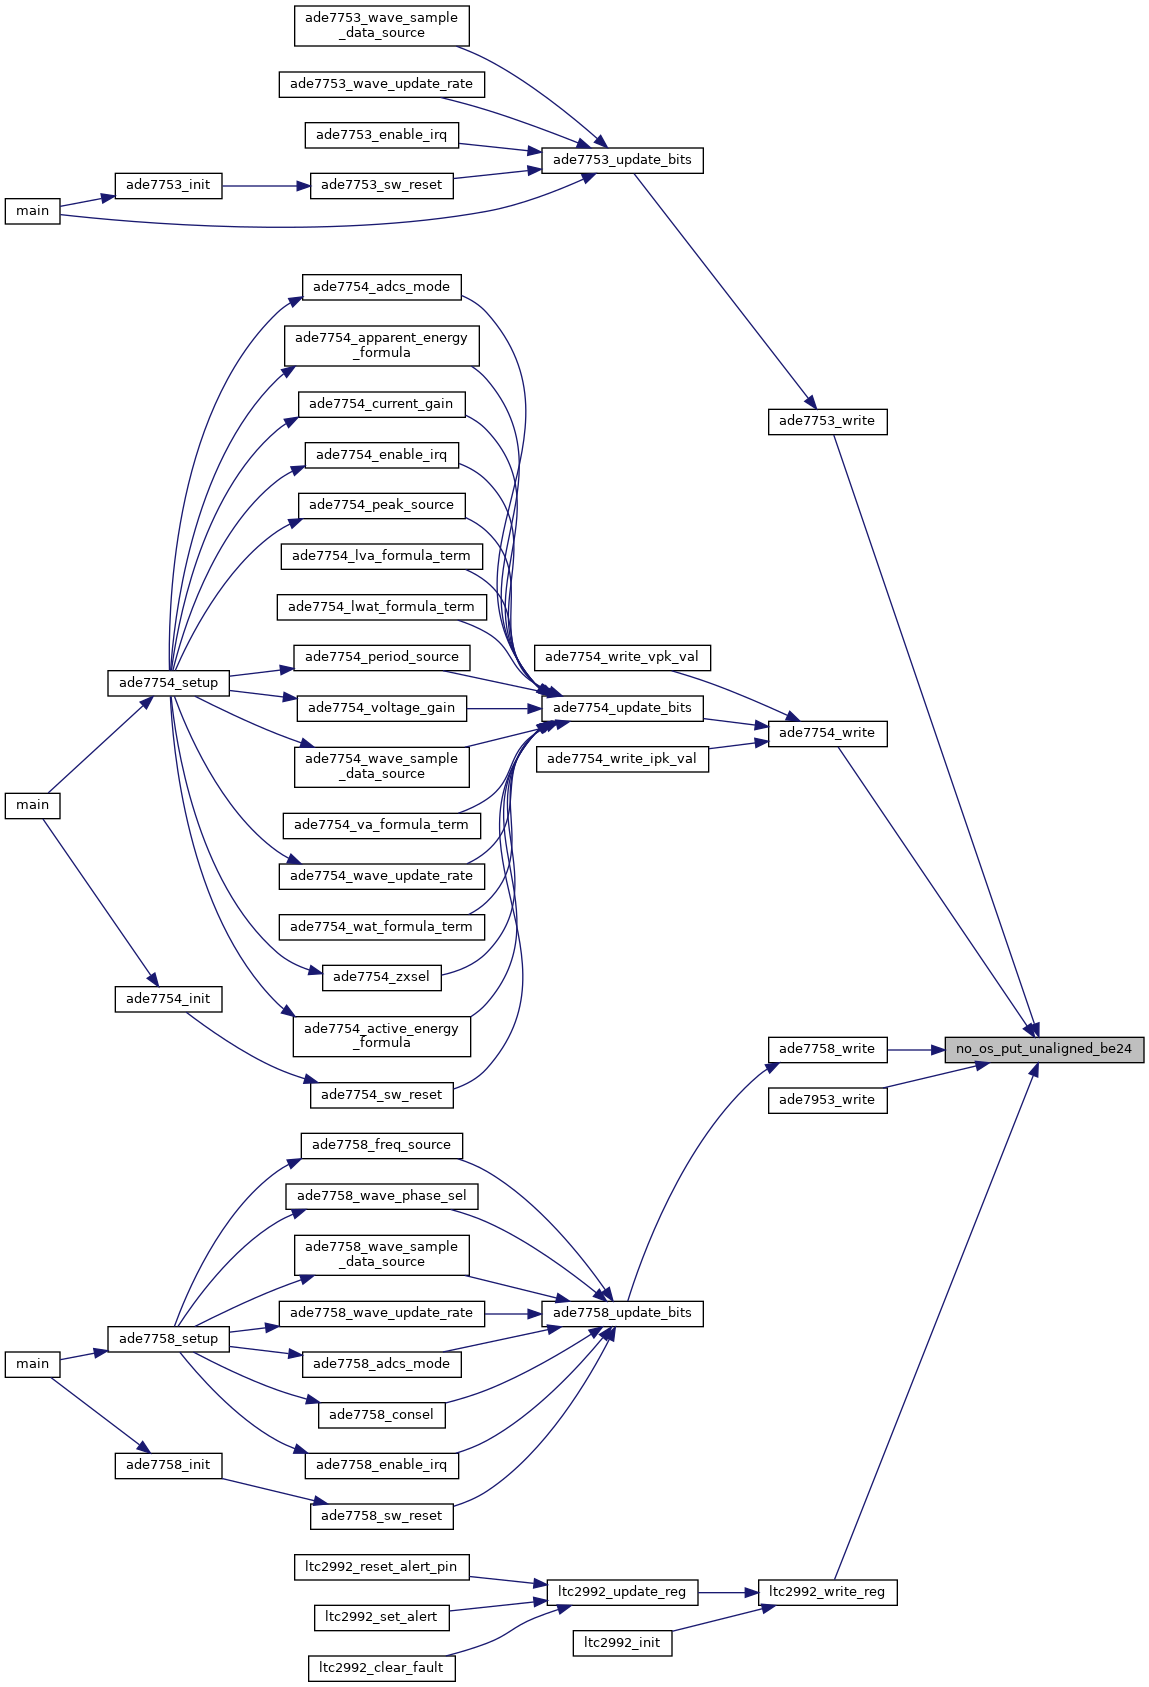 ade7753_wave_sample
_data_source
ade7753_wave_update_rate
ade7753_enable_irq
ade7753_update_bits
ade7753_init
ade7753_sw_reset
main
ade7754_adcs_mode
ade7754_apparent_energy
_formula
ade7754_current_gain
ade7753_write
ade7754_enable_irq
ade7754_peak_source
ade7754_lva_formula_term
ade7754_lwat_formula_term
ade7754_period_source
ade7754_write_vpk_val
ade7754_setup
ade7754_voltage_gain
ade7754_update_bits
ade7754_write
ade7754_wave_sample
_data_source
ade7754_write_ipk_val
main
ade7754_va_formula_term
ade7754_wave_update_rate
ade7754_wat_formula_term
ade7754_zxsel
ade7754_init
ade7754_active_energy
_formula
ade7758_write
no_os_put_unaligned_be24
ade7754_sw_reset
ade7953_write
ade7758_freq_source
ade7758_wave_phase_sel
ade7758_wave_sample
_data_source
ade7758_wave_update_rate
ade7758_update_bits
ade7758_setup
main
ade7758_adcs_mode
ade7758_consel
ade7758_init
ade7758_enable_irq
ade7758_sw_reset
ltc2992_reset_alert_pin
ltc2992_update_reg
ltc2992_write_reg
ltc2992_set_alert
ltc2992_init
ltc2992_clear_fault